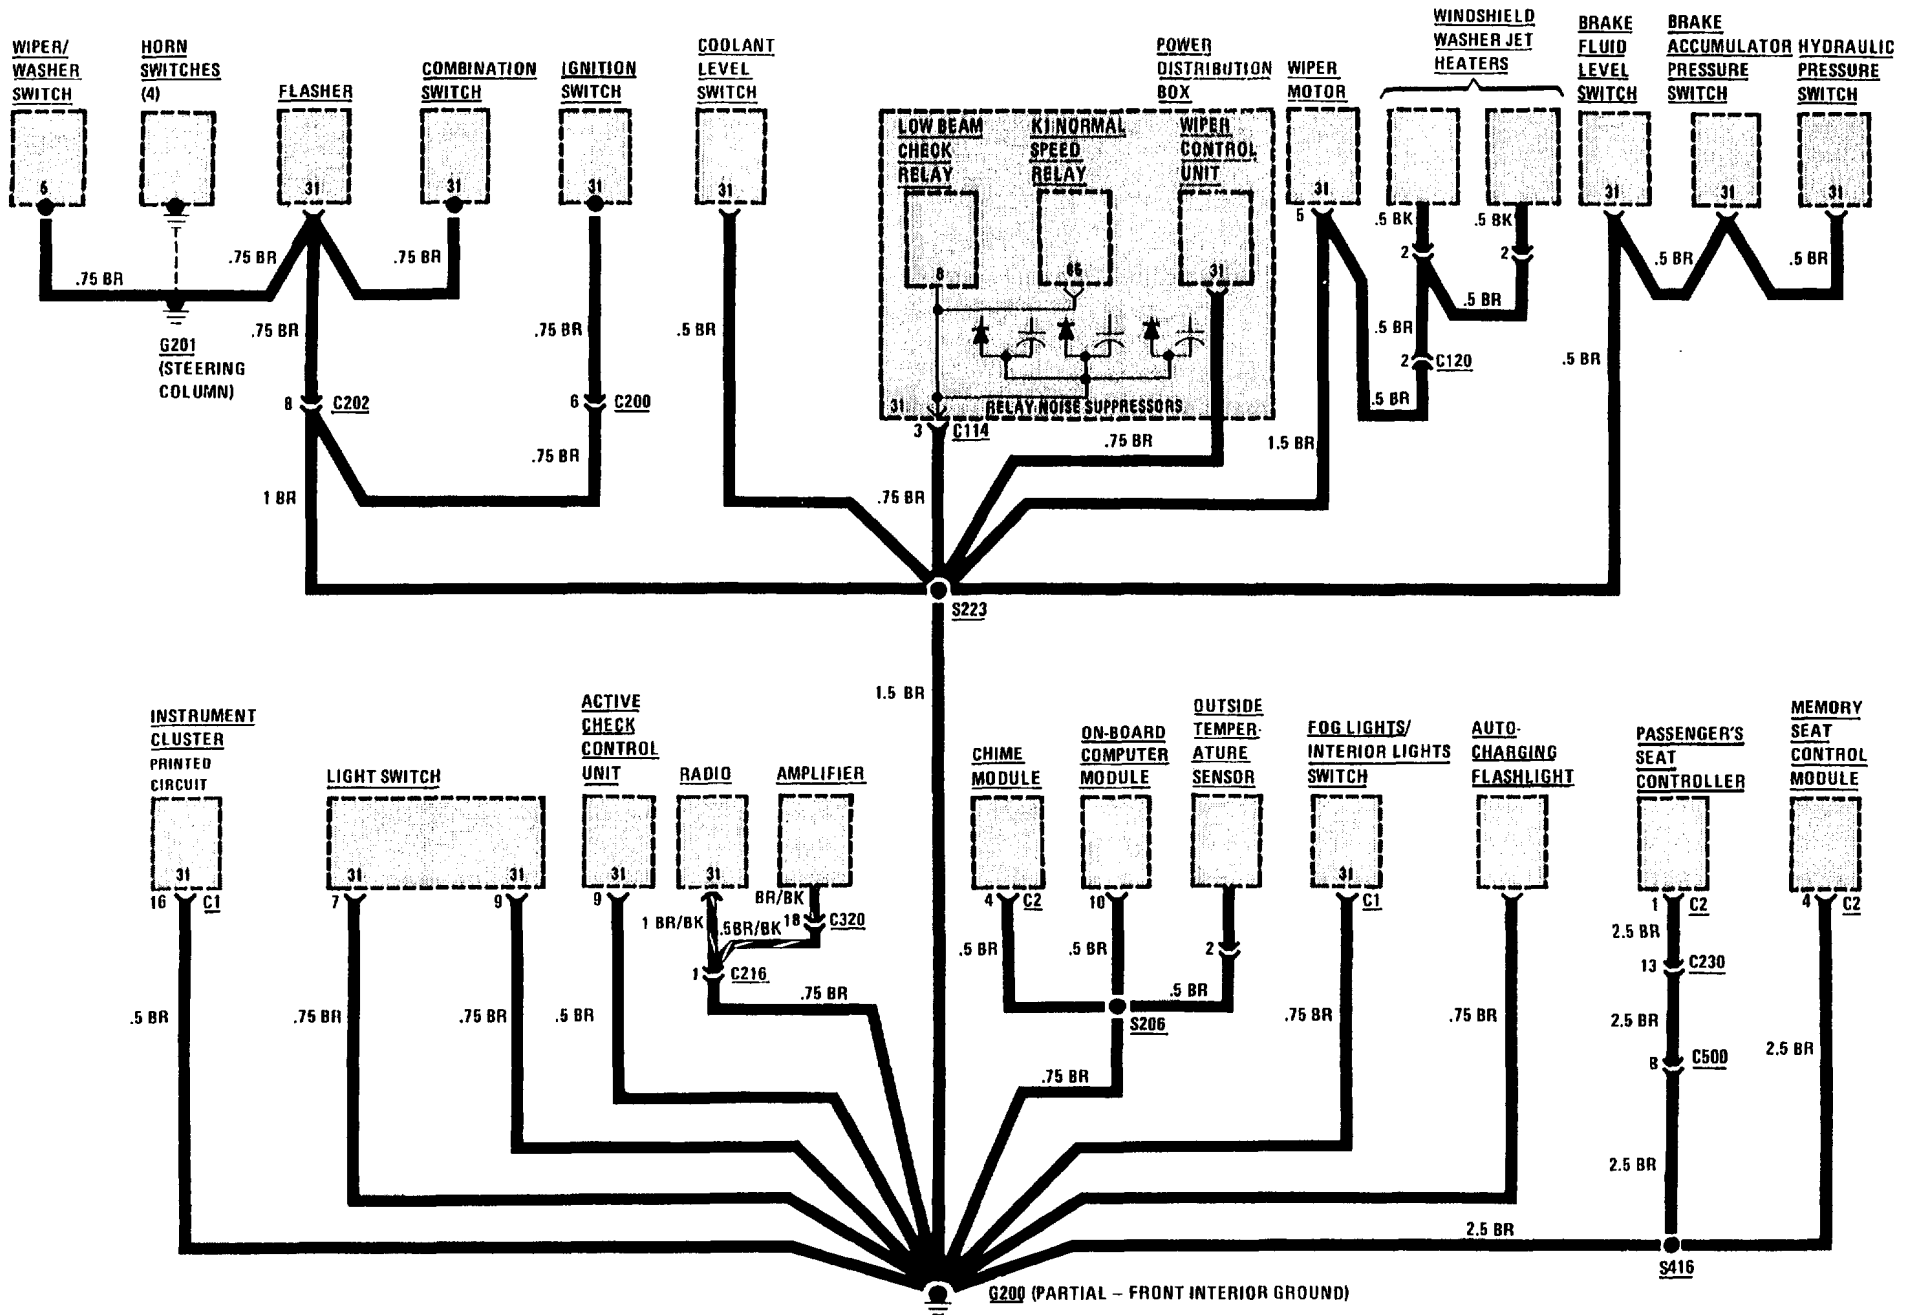 WIPER/
WASHER
SWITCH
HORN
SWITCHES
(4)
FLASHER
COMBINATION
SWITCH
IGNITION
SWITCH
COOLANT
LEVEL
SWITCH
POWER
DISTRIBUTION
BOX
WIPER
MOTOR
WINDSHIELD
WASHER JET
HEATERS
BRAKE
FLUID
LEVEL
SWITCH
BRAKE
ACCUMULATOR
PRESSURE
SWITCH
HYDRAULIC
PRESSURE
SWITCH
LOW BEAM
CHECK
RELAY
K1 NORMAL
SPEED
RELAY
WIPER
CONTROL
UNIT
6
31
31
31
31
8
86
31
31
5
.5 BK
.5 BK
2
2
31
31
31
.75 BR
.75 BR
.75 BR
.75 BR
.75 BR
.5 BR
.5 BR
.5 BR
.5 BR
.5 BR
.5 BR
G201
(STEERING
COLUMN)
8
C202
6
C200
2
C120
.5 BR
31
RELAY NOISE SUPPRESSORS
3
C114
.75 BR
.75 BR
1.5 BR
1 BR
.75 BR
S223
1.5 BR
INSTRUMENT
CLUSTER
PRINTED
CIRCUIT
LIGHT SWITCH
ACTIVE
CHECK
CONTROL
UNIT
RADIO
AMPLIFIER
CHIME
MODULE
ON-BOARD
COMPUTER
MODULE
OUTSIDE
TEMPER-
ATURE
SENSOR
FOG LIGHTS/
INTERIOR LIGHTS
SWITCH
AUTO-
CHARGING
FLASHLIGHT
PASSENGER'S
SEAT
CONTROLLER
MEMORY
SEAT
CONTROL
MODULE
31
16
C1
31
7
31
9
31
9
31
1 BR/BK
BR/BK
.5BR/BK
18
C320
1
C216
4
C2
10
2
C1
1
C2
4
C2
2.5 BR
13
C230
.5 BR
.5 BR
.5 BR
S206
.5 BR
.75 BR
.75 BR
.5 BR
.75 BR
.75 BR
.75 BR
.75 BR
2.5 BR
8
C500
2.5 BR
2.5 BR
2.5 BR
S416
G200 (PARTIAL – FRONT INTERIOR GROUND)